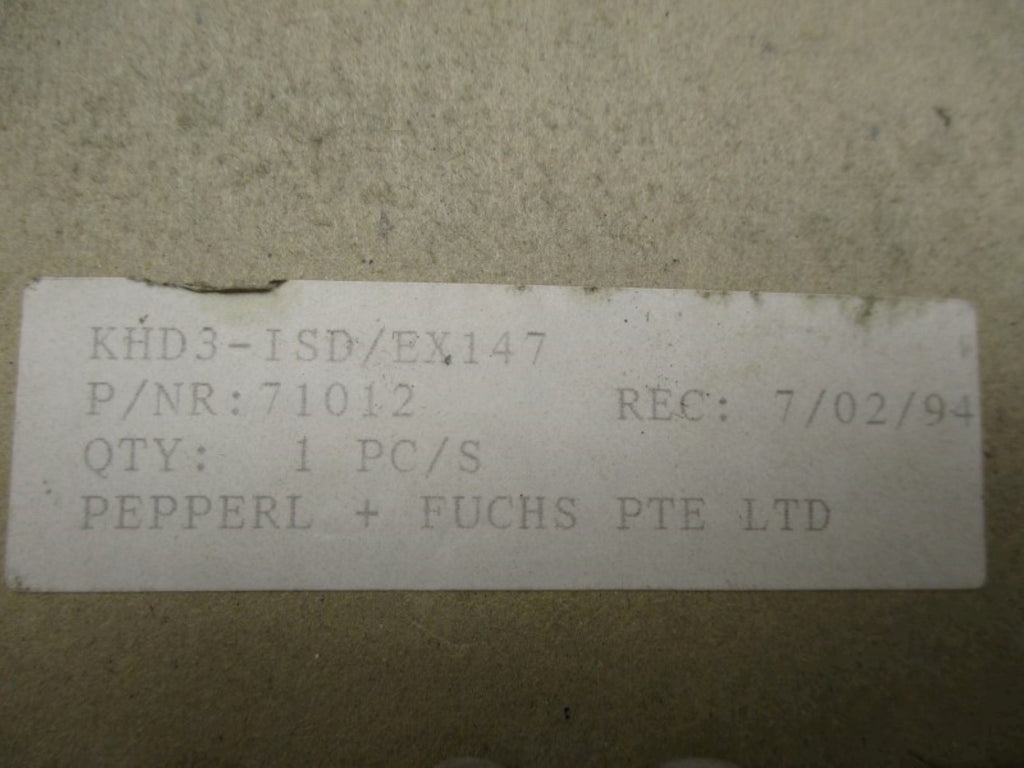 KHD3-ISD/EX147
P/NR:71012 REC: 7/02/94
QTY: 1 PC/S
PEPPERL + FUCHS PTE LTD